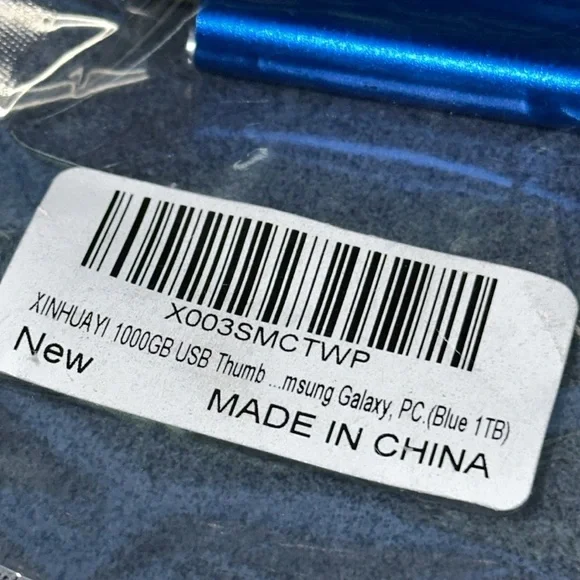 X003SMCTWP
XINHUAYI 1000GB USB Thumb ...msung Galaxy, PC.(Blue 1TB)
New
MADE IN CHINA